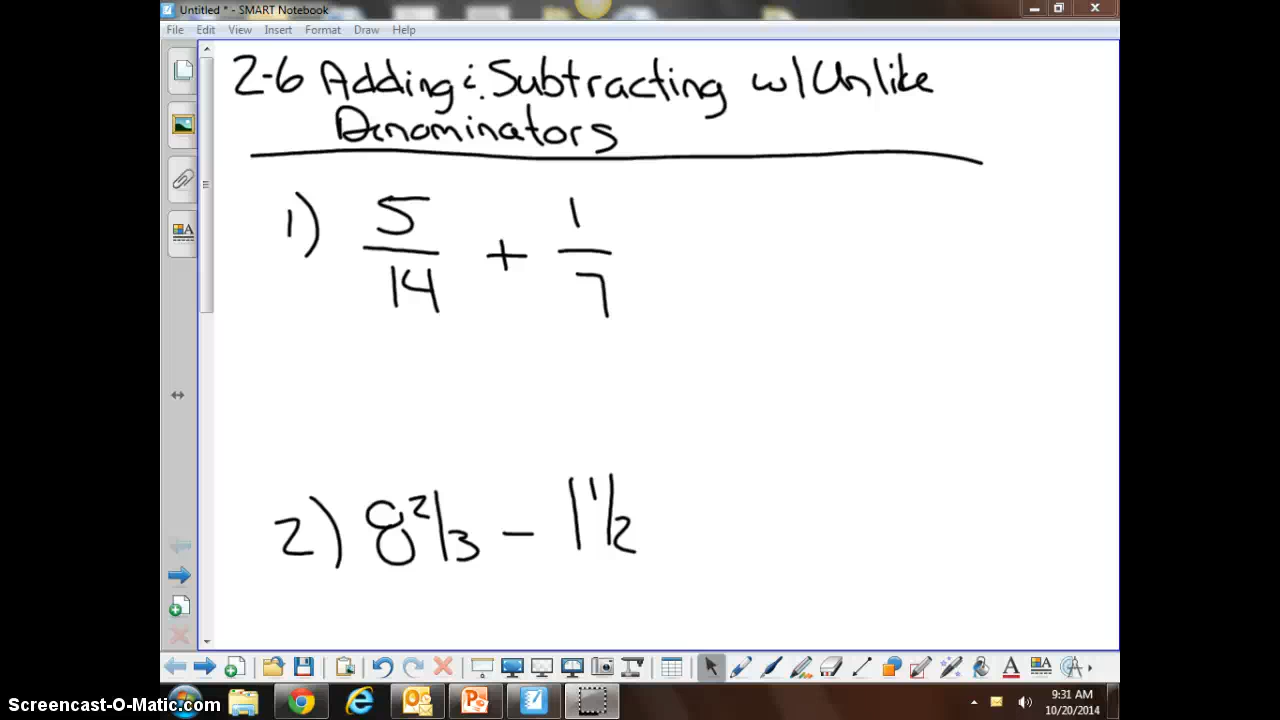 Untitled * - SMART Notebook
File Edit View Insert Format Draw Help
2-6 Adding & Subtracting w/ Unlike
Denominators
1) 5/14 + 1/7
2) 8 2/3 - 1 1/2
9:31 AM
10/20/2014
Screencast-O-Matic.com